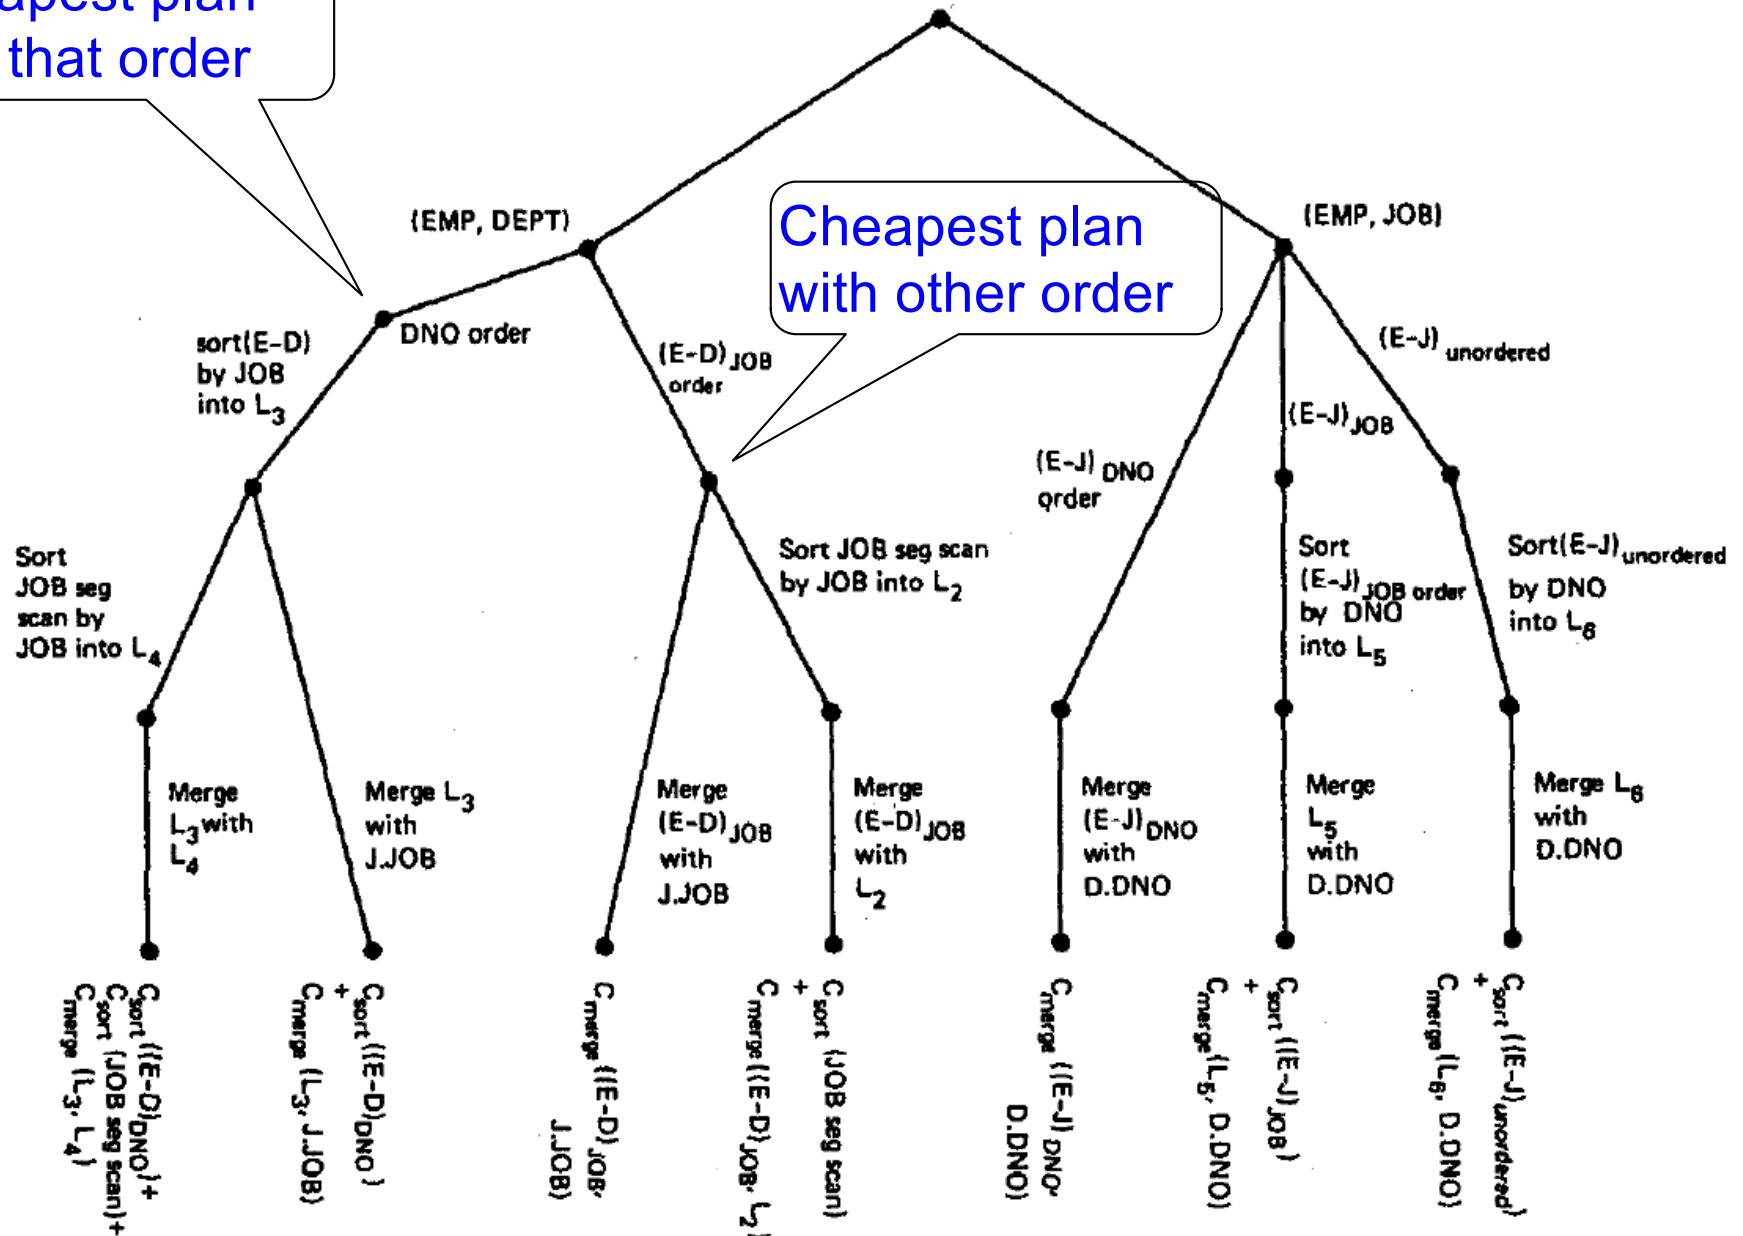 that order
Cheapest plan
with other order
(EMP, DEPT)
(EMP, JOB)
DNO order
sort(E-D)
by JOB
into L3
(E-D)JOB
order
(E-J)DNO
order
(E-J)JOB
(E-J)unordered
Sort
JOB seg
scan by
JOB into L4
Sort JOB seg scan
by JOB into L2
Sort
(E-J)JOB order
by DNO
into L5
Sort(E-J)unordered
by DNO
into L6
Merge
L3 with
L4
Merge L3
with
J.JOB
Merge
(E-D)JOB
with
J.JOB
Merge
(E-D)JOB
with
L2
Merge
(E-J)DNO
with
D.DNO
Merge
L5
with
D.DNO
Merge L6
with
D.DNO
Csort ((E-D)DNO)+
Csort (JOB seg scan)+
Cmerge (L3, L4)
Csort ((E-D)DNO)
+
Cmerge (L3, J.JOB)
Cmerge ((E-D)JOB,
J.JOB)
Csort (JOB seg scan)
+
Cmerge ((E-D)JOB, L2)
Cmerge ((E-J)DNO,
D.DNO)
Csort ((E-J)JOB)
+
Cmerge (L5, D.DNO)
Csort ((E-J)unordered)
+
Cmerge (L6, D.DNO)